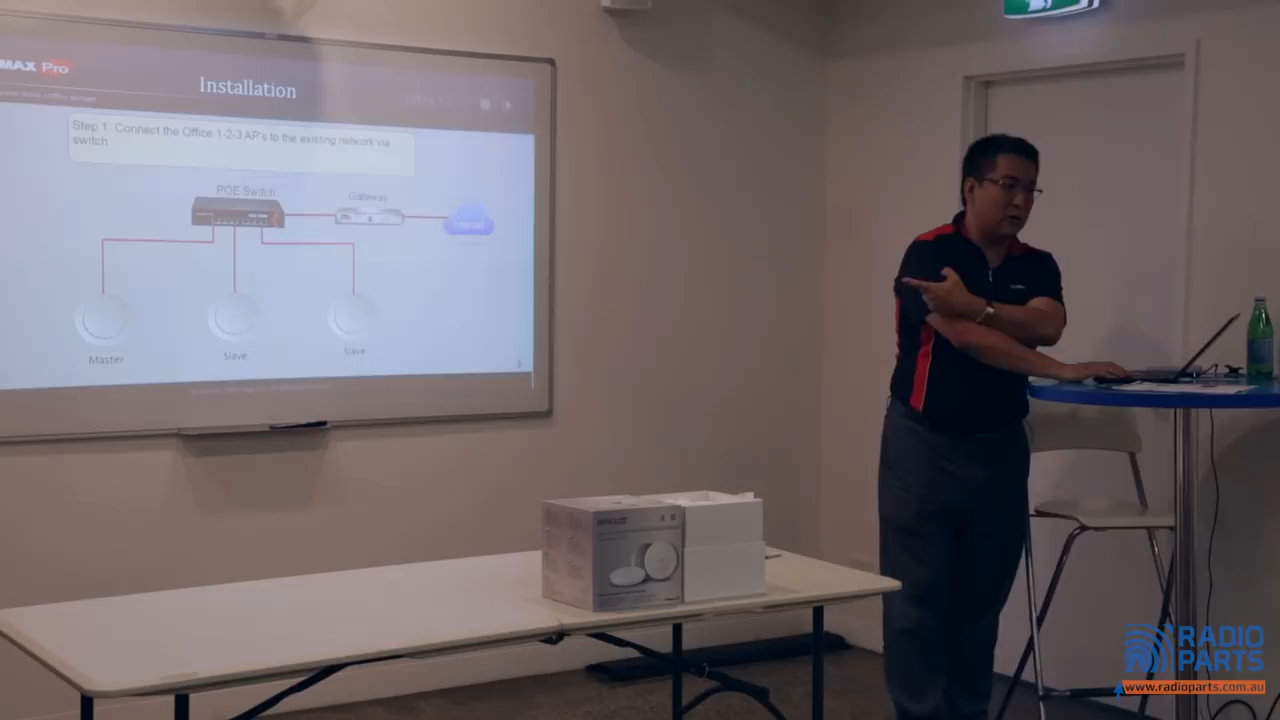 MAX Pro
Installation
Step 1 Connect the Office 1-2-3 AP's to the existing network via
switch
POE Switch
Gateway
Internet
Master
Slave
Slave
RADIO
PARTS
www.radioparts.com.au